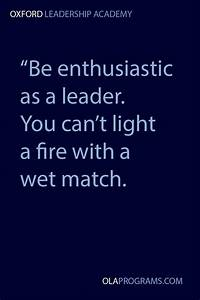 OXFORD LEADERSHIP ACADEMY
“Be enthusiastic
as a leader.
You can’t light
a fire with a
wet match.
OLAPROGRAMS.COM